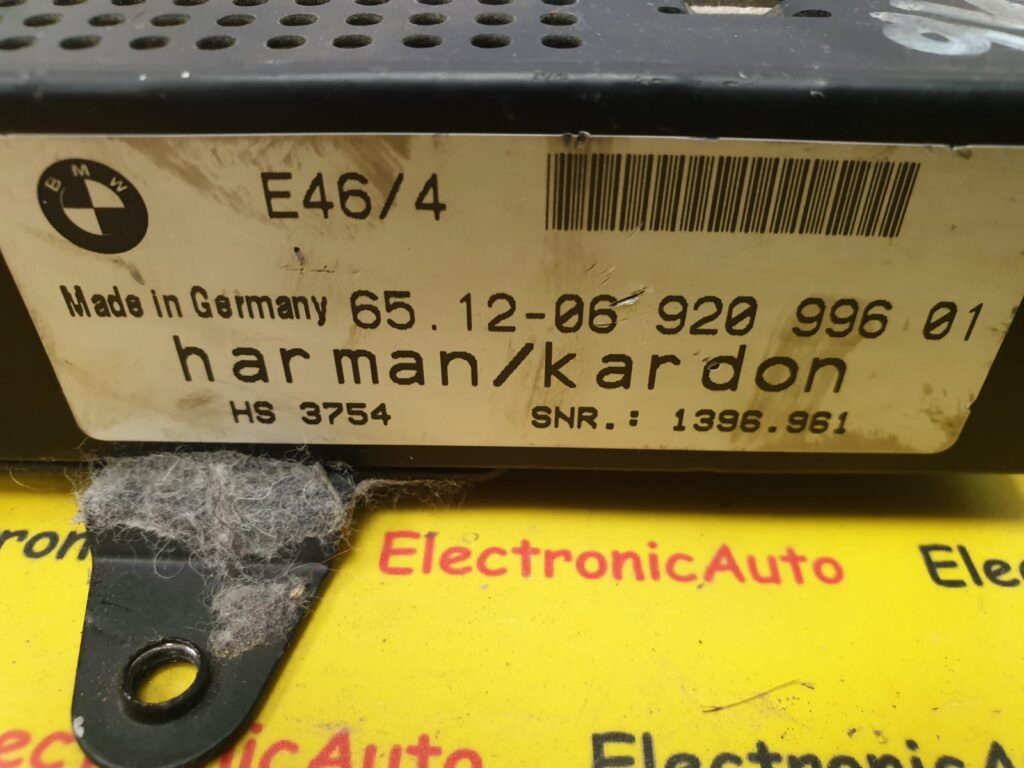 BMW
E46/4
Made in Germany 65.12-06 920 996 01
harman/kardon
HS 3754 SNR.: 1396.961
ElectronicAuto
ElectronicAuto